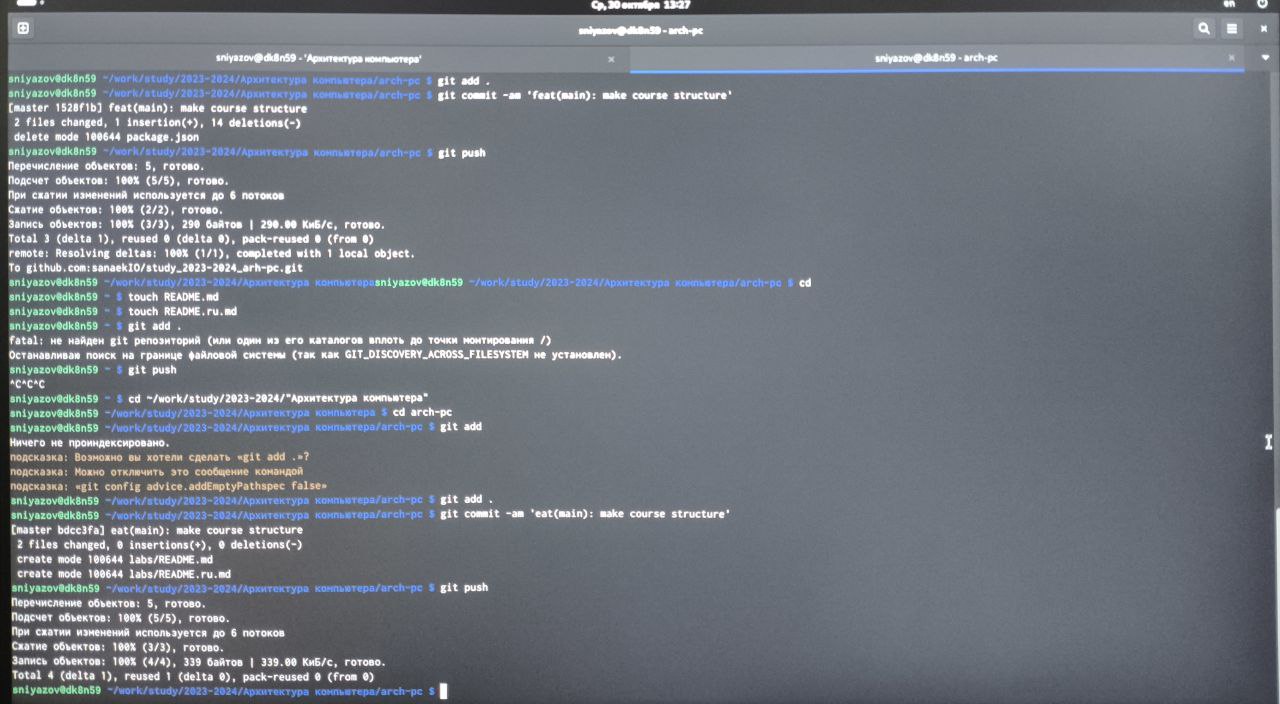 Ср, 30 октября 13:27
en
sniyazov@dk8n59 - arch-pc
sniyazov@dk8n59 - 'Архитектура компьютера'
sniyazov@dk8n59 - arch-pc
sniyazov@dk8n59 ~/work/study/2023-2024/Архитектура компьютера/arch-pc $ git add .
sniyazov@dk8n59 ~/work/study/2023-2024/Архитектура компьютера/arch-pc $ git commit -am 'feat(main): make course structure'
[master 1528f1b] feat(main): make course structure
2 files changed, 1 insertion(+), 14 deletions(-)
delete mode 100644 package.json
sniyazov@dk8n59 ~/work/study/2023-2024/Архитектура компьютера/arch-pc $ git push
Перечисление объектов: 5, готово.
Подсчет объектов: 100% (5/5), готово.
При сжатии изменений используется до 6 потоков
Сжатие объектов: 100% (2/2), готово.
Запись объектов: 100% (3/3), 290 байтов | 290.00 КиБ/с, готово.
Total 3 (delta 1), reused 0 (delta 0), pack-reused 0 (from 0)
remote: Resolving deltas: 100% (1/1), completed with 1 local object.
To github.com:sanaekIO/study_2023-2024_arh-pc.git
sniyazov@dk8n59 ~/work/study/2023-2024/Архитектура компьютераsniyazov@dk8n59 ~/work/study/2023-2024/Архитектура компьютера/arch-pc $ cd
sniyazov@dk8n59 ~ $ touch README.md
sniyazov@dk8n59 ~ $ touch README.ru.md
sniyazov@dk8n59 ~ $ git add .
fatal: не найден git репозиторий (или один из его каталогов вплоть до точки монтирования /)
Останавливаю поиск на границе файловой системы (так как GIT_DISCOVERY_ACROSS_FILESYSTEM не установлен).
sniyazov@dk8n59 ~ $ git push
^C^C^C
sniyazov@dk8n59 ~ $ cd ~/work/study/2023-2024/"Архитектура компьютера"
sniyazov@dk8n59 ~/work/study/2023-2024/Архитектура компьютера $ cd arch-pc
sniyazov@dk8n59 ~/work/study/2023-2024/Архитектура компьютера/arch-pc $ git add
Ничего не проиндексировано.
подсказка: Возможно вы хотели сделать «git add .»?
подсказка: Можно отключить это сообщение командой
подсказка: «git config advice.addEmptyPathspec false»
sniyazov@dk8n59 ~/work/study/2023-2024/Архитектура компьютера/arch-pc $ git add .
sniyazov@dk8n59 ~/work/study/2023-2024/Архитектура компьютера/arch-pc $ git commit -am 'eat(main): make course structure'
[master bdcc3fa] eat(main): make course structure
2 files changed, 0 insertions(+), 0 deletions(-)
create mode 100644 labs/README.md
create mode 100644 labs/README.ru.md
sniyazov@dk8n59 ~/work/study/2023-2024/Архитектура компьютера/arch-pc $ git push
Перечисление объектов: 5, готово.
Подсчет объектов: 100% (5/5), готово.
При сжатии изменений используется до 6 потоков
Сжатие объектов: 100% (3/3), готово.
Запись объектов: 100% (4/4), 339 байтов | 339.00 КиБ/с, готово.
Total 4 (delta 1), reused 1 (delta 0), pack-reused 0 (from 0)
sniyazov@dk8n59 ~/work/study/2023-2024/Архитектура компьютера/arch-pc $